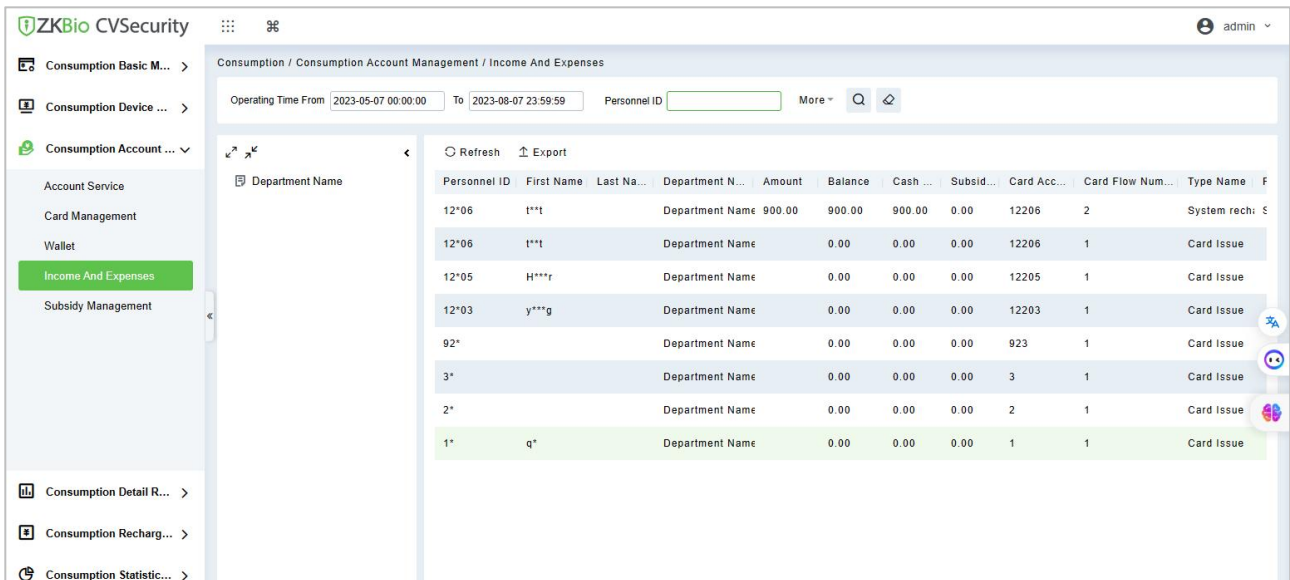 ZKBio CVSecurity
admin
Consumption Basic M...
Consumption Device ...
Consumption Account ...
Account Service
Card Management
Wallet
Income And Expenses
Subsidy Management
Consumption Detail R...
Consumption Recharg...
Consumption Statistic...
Consumption / Consumption Account Management / Income And Expenses
Operating Time From 2023-05-07 00:00:00 To 2023-08-07 23:59:59 Personnel ID More
Department Name
Refresh Export
Personnel ID First Name Last Na... Department N... Amount Balance Cash ... Subsid... Card Acc... Card Flow Num... Type Name
12*06 t**t Department Name 900.00 900.00 900.00 0.00 12206 2 System recha S
12*06 t**t Department Name 0.00 0.00 0.00 12206 1 Card Issue
12*05 H***r Department Name 0.00 0.00 0.00 12205 1 Card Issue
12*03 y***g Department Name 0.00 0.00 0.00 12203 1 Card Issue
92* Department Name 0.00 0.00 0.00 923 1 Card Issue
3* Department Name 0.00 0.00 0.00 3 1 Card Issue
2* Department Name 0.00 0.00 0.00 2 1 Card Issue
1* q* Department Name 0.00 0.00 0.00 1 1 Card Issue